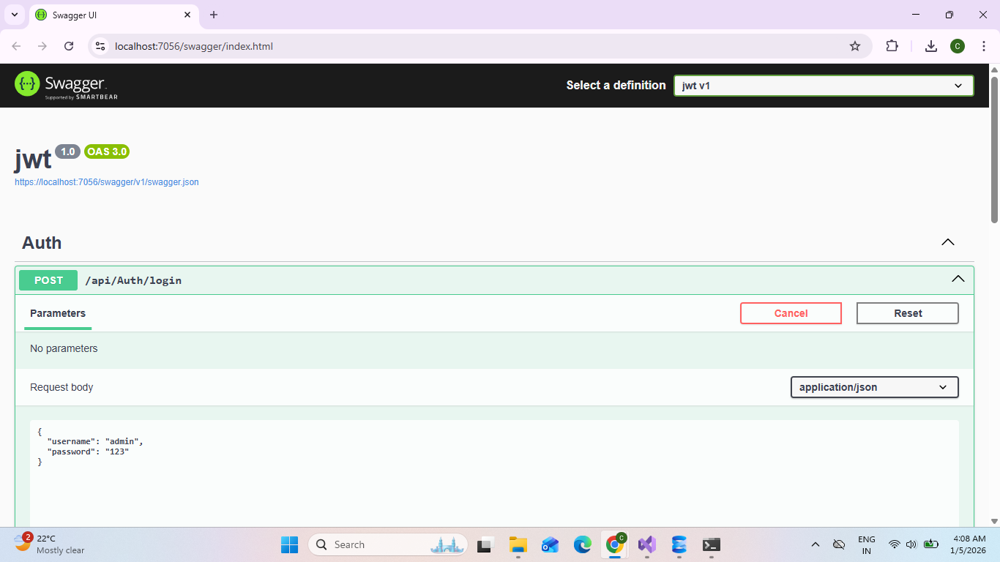 Swagger UI
localhost:7056/swagger/index.html
C
{···} Swagger
Supported by SMARTBEAR
Select a definition
jwt v1
jwt 1.0 OAS 3.0
https://localhost:7056/swagger/v1/swagger.json
Auth
POST /api/Auth/login
Parameters
Cancel
Reset
No parameters
Request body
application/json
{
"username": "admin",
"password": "123"
}
2
22°C
Mostly clear
Search
C
ENG
IN
4:08 AM
1/5/2026